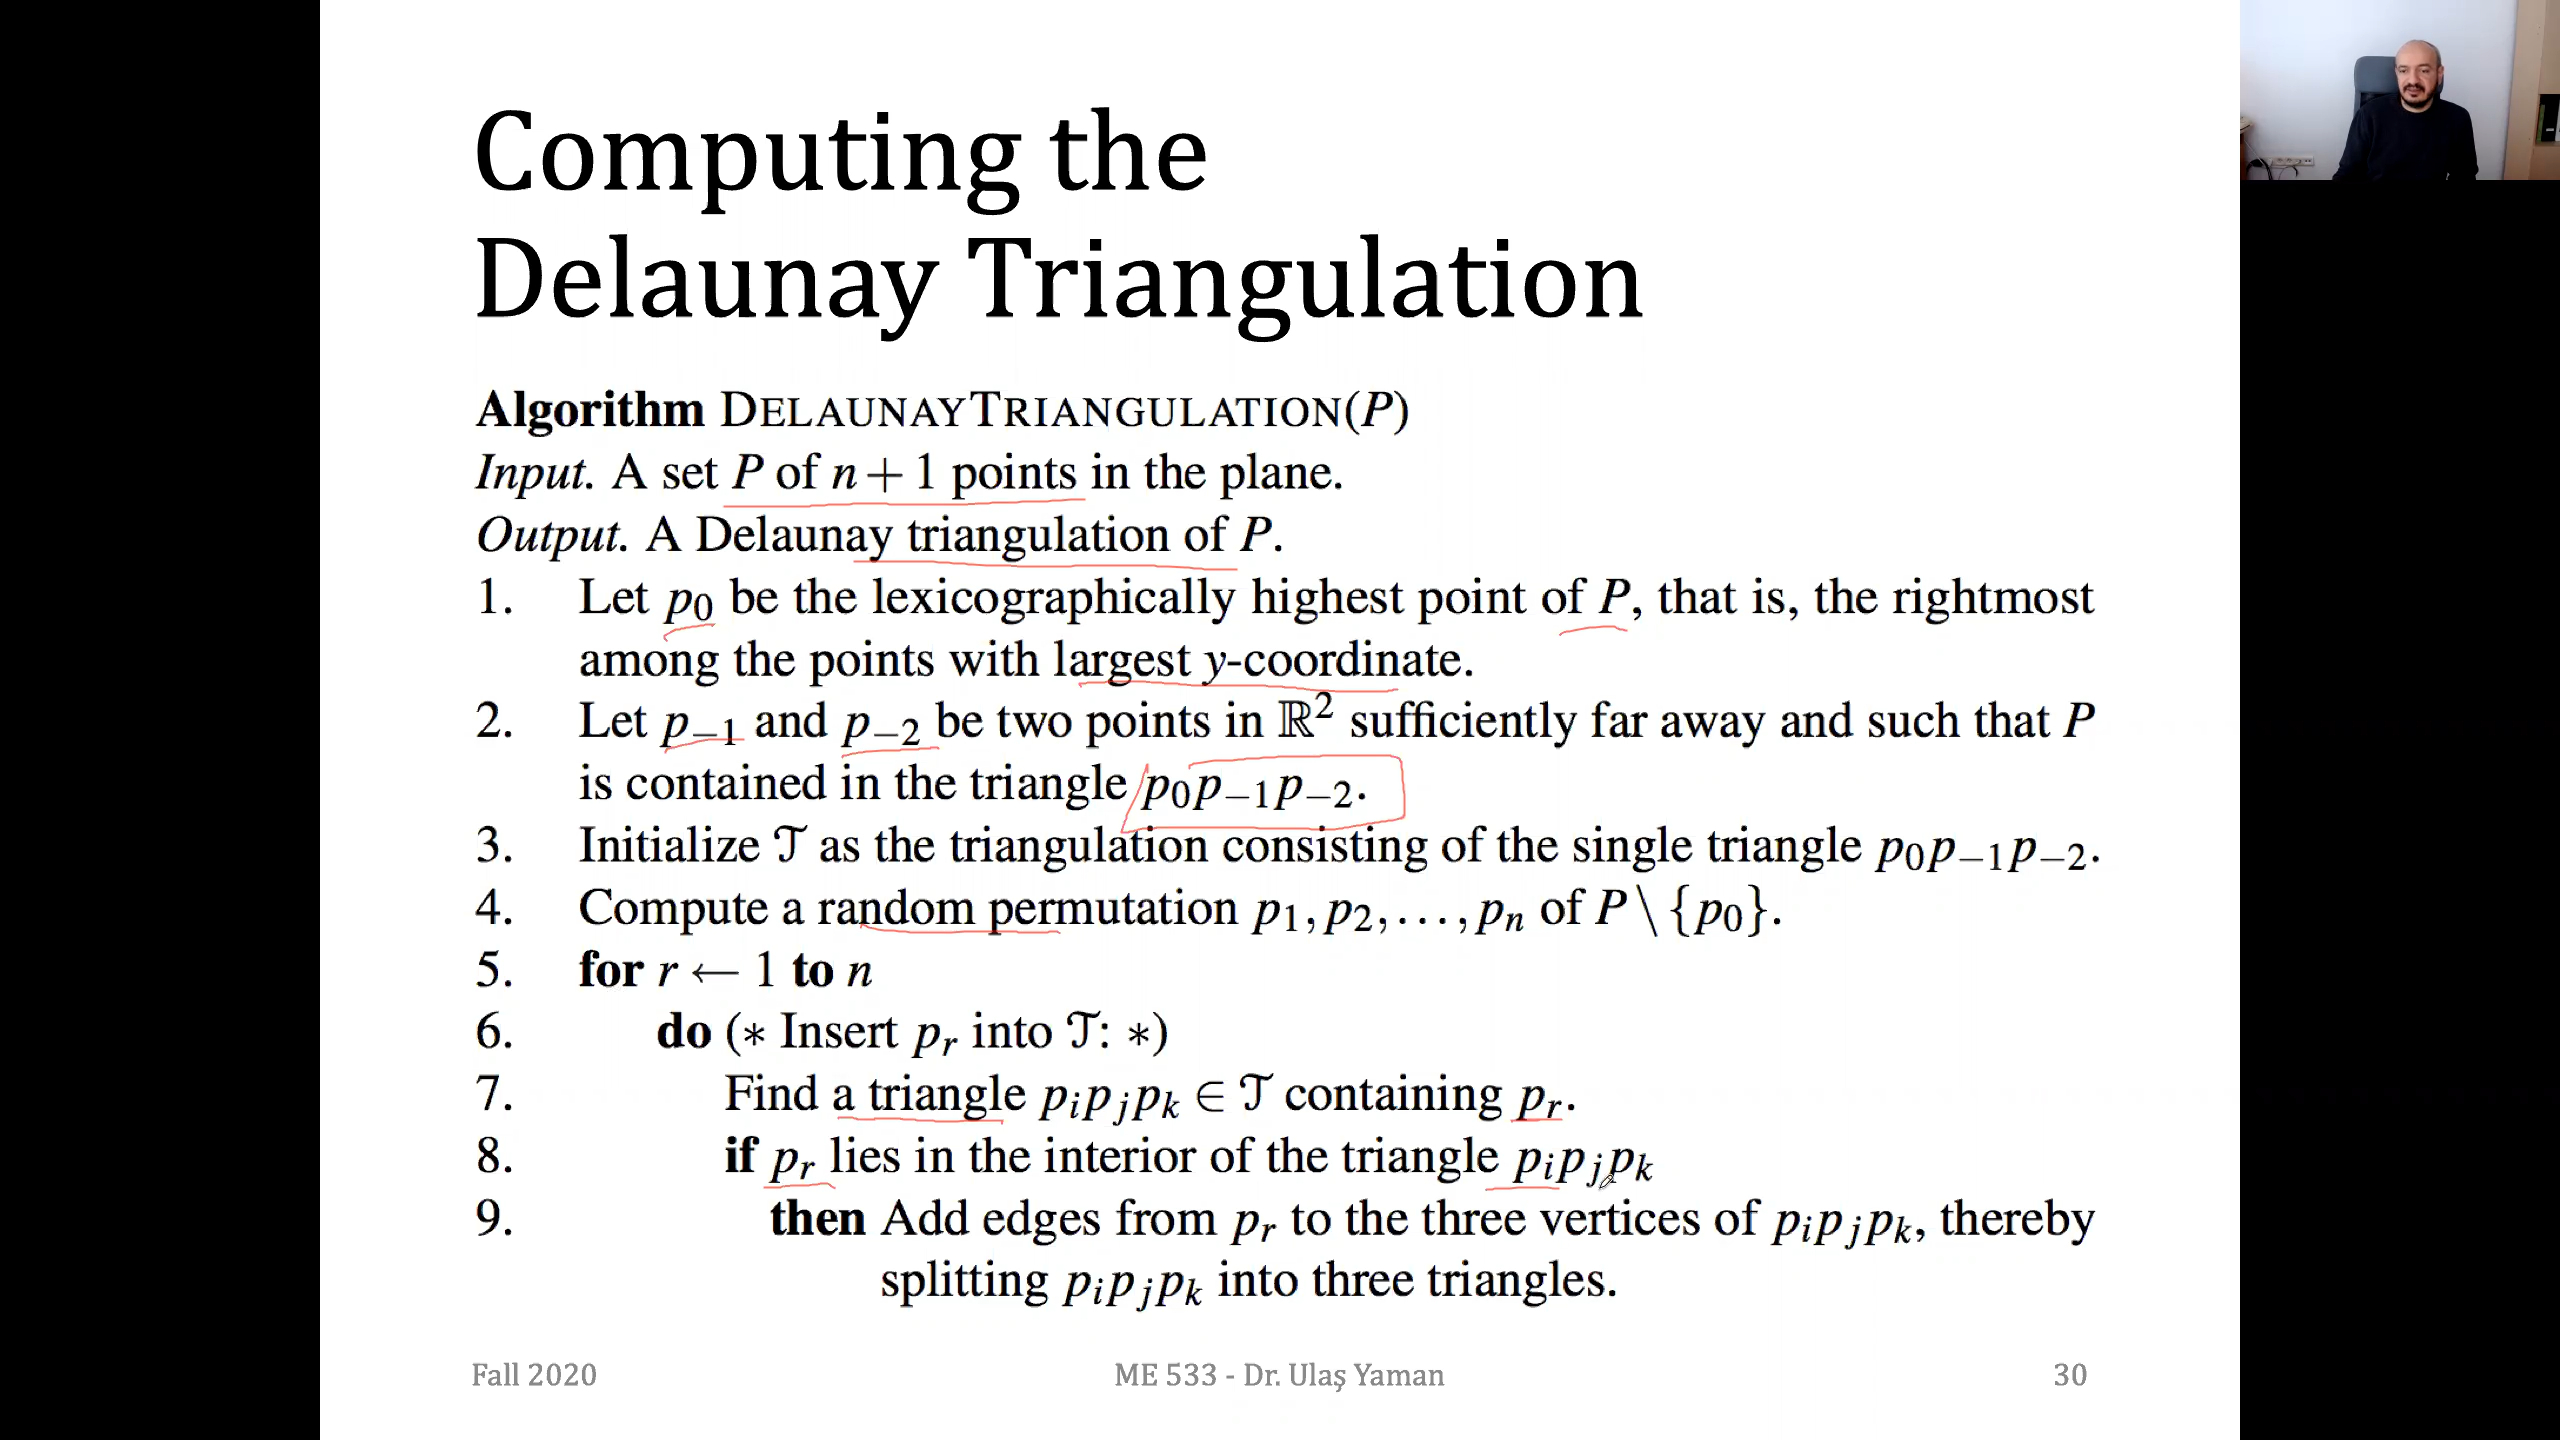 Computing the
Delaunay Triangulation
Algorithm DELAUNAYTRIANGULATION(P)
Input. A set P of n + 1 points in the plane.
Output. A Delaunay triangulation of P.
1. Let p₀ be the lexicographically highest point of P, that is, the rightmost
among the points with largest y-coordinate.
2. Let p₋₁ and p₋₂ be two points in ℝ² sufficiently far away and such that P
is contained in the triangle p₀p₋₁p₋₂.
3. Initialize 𝒯 as the triangulation consisting of the single triangle p₀p₋₁p₋₂.
4. Compute a random permutation p₁, p₂, …, pₙ of P \ {p₀}.
5. for r ← 1 to n
6. do (∗ Insert pᵣ into 𝒯: ∗)
7. Find a triangle pᵢpⱼpₖ ∈ 𝒯 containing pᵣ.
8. if pᵣ lies in the interior of the triangle pᵢpⱼpₖ
9. then Add edges from pᵣ to the three vertices of pᵢpⱼpₖ, thereby
splitting pᵢpⱼpₖ into three triangles.
Fall 2020 ME 533 - Dr. Ulaş Yaman 30